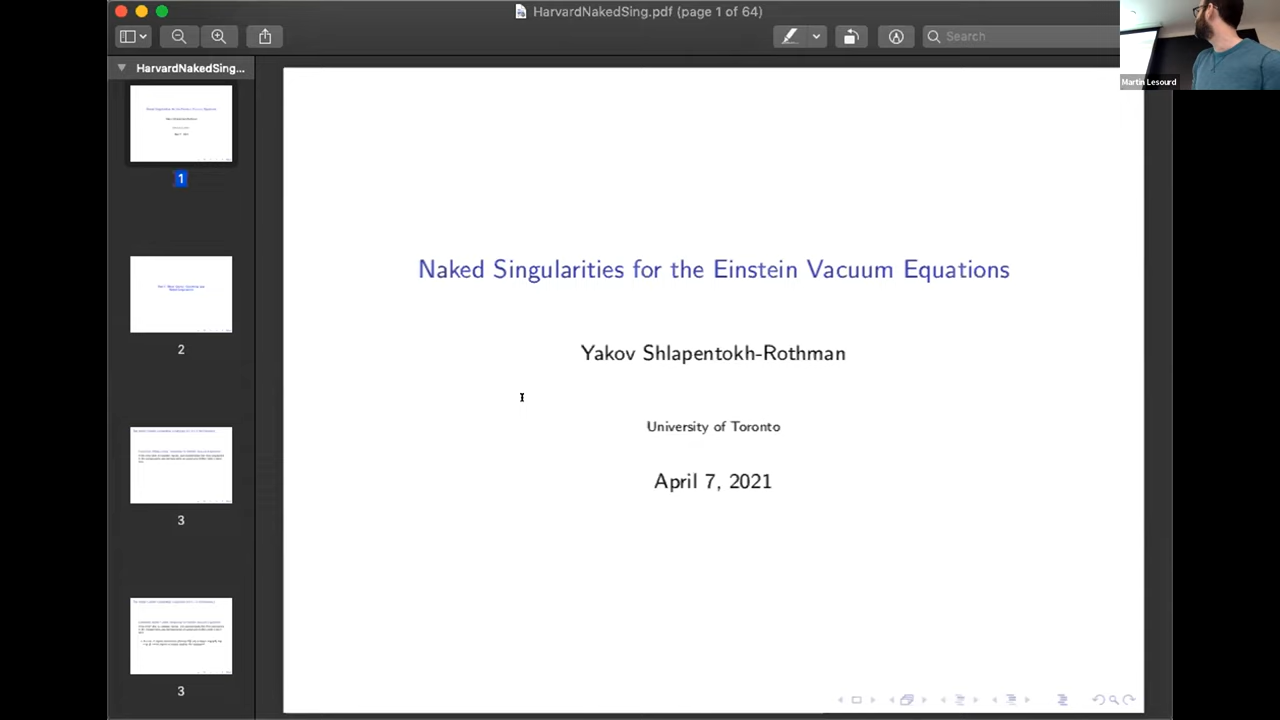 HarvardNakedSing.pdf (page 1 of 64)
Search
Martin Lesourd
HarvardNakedSing...
1
2
3
3
Naked Singularities for the Einstein Vacuum Equations
Yakov Shlapentokh-Rothman
University of Toronto
April 7, 2021